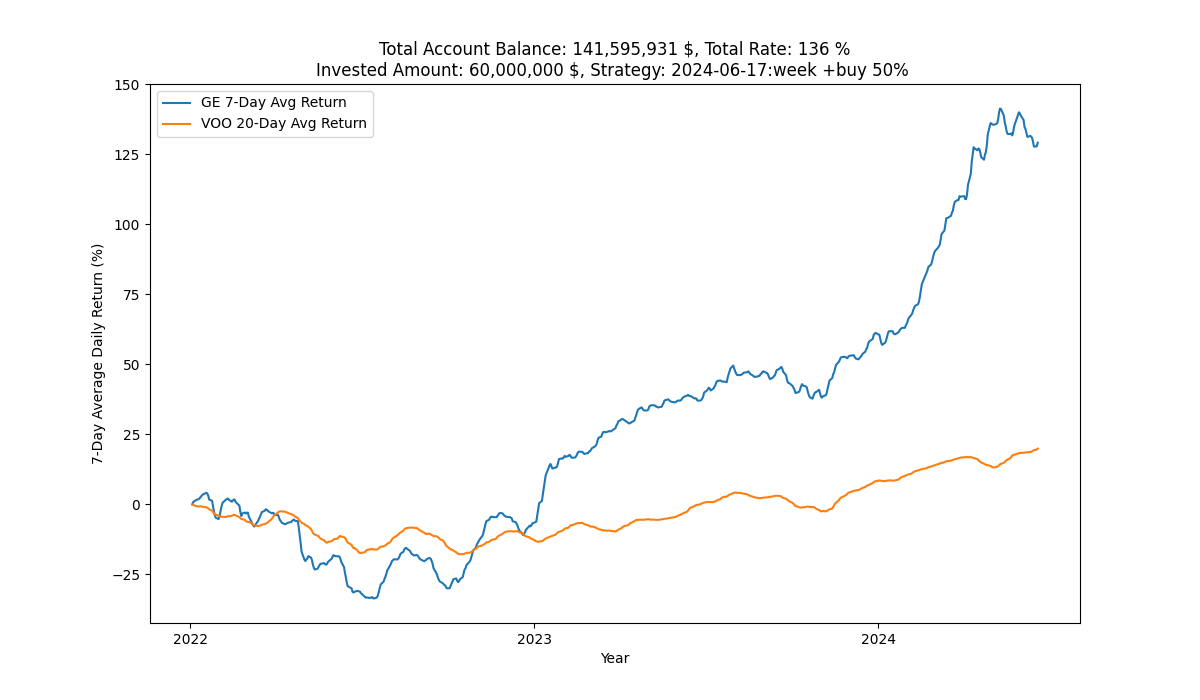 Total Account Balance: 141,595,931 $, Total Rate: 136 %
Invested Amount: 60,000,000 $, Strategy: 2024-06-17:week +buy 50%
GE 7-Day Avg Return
VOO 20-Day Avg Return
7-Day Average Daily Return (%)
150
125
100
75
50
25
0
−25
2022
2023
2024
Year